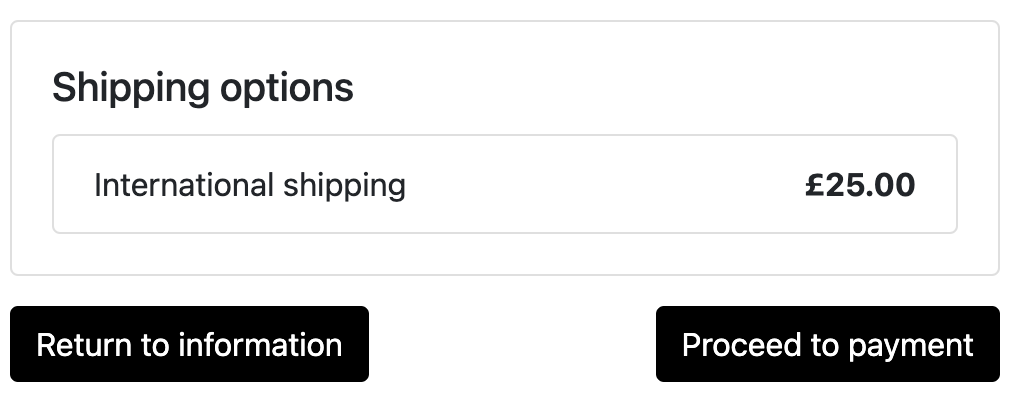 Shipping options
International shipping £25.00
Return to information Proceed to payment